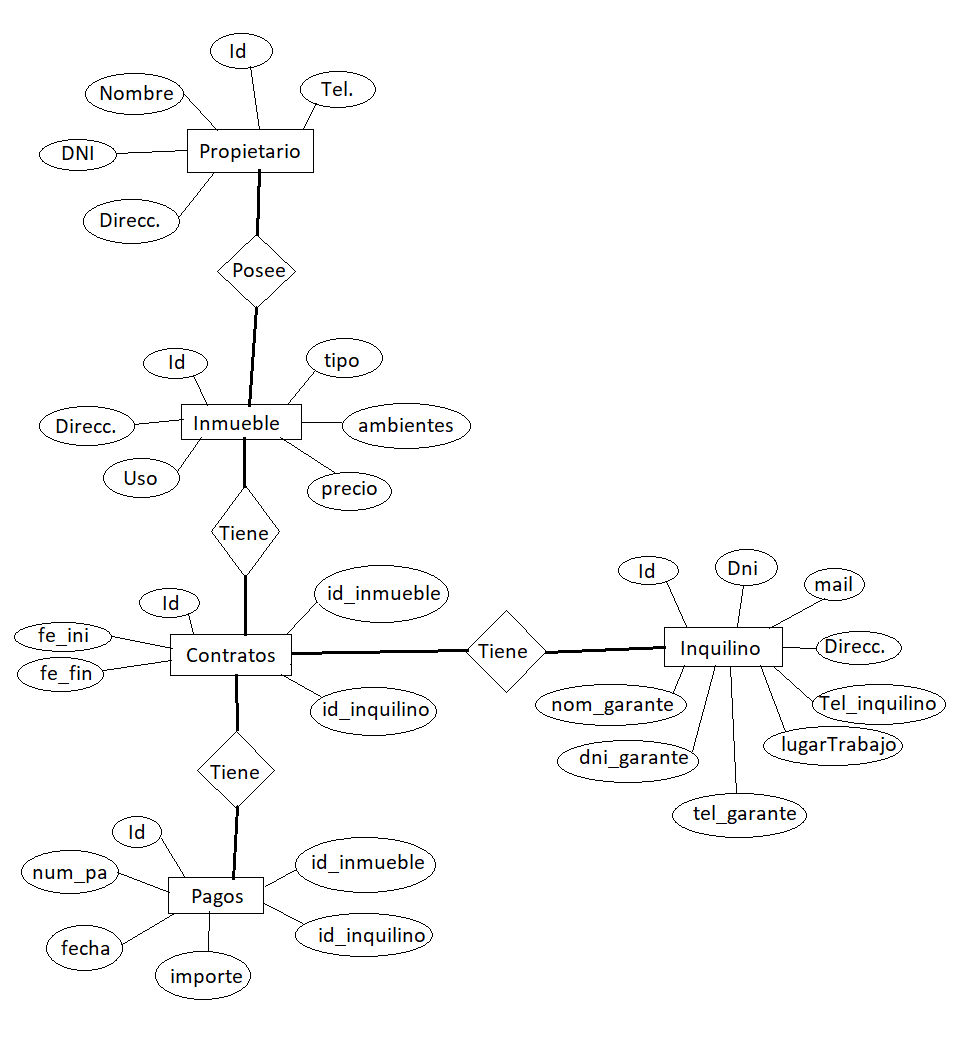 Id
Tel.
Nombre
Propietario
DNI
Direcc.
Posee
Id
tipo
Direcc.
Inmueble
ambientes
Uso
precio
Tiene
Id
id_inmueble
fe_ini
Contratos
fe_fin
id_inquilino
Tiene
Id
Dni
mail
Inquilino
Direcc.
nom_garante
Tel_inquilino
lugarTrabajo
dni_garante
tel_garante
Tiene
Id
id_inmueble
num_pa
Pagos
id_inquilino
fecha
importe